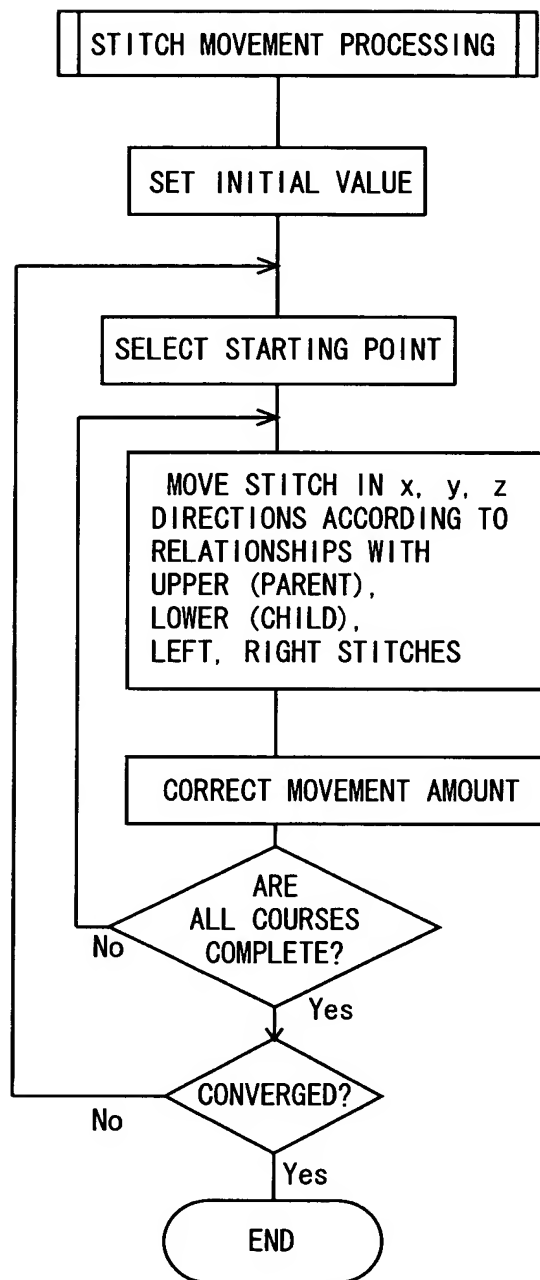 STITCH MOVEMENT PROCESSING
SET INITIAL VALUE
SELECT STARTING POINT
MOVE STITCH IN x, y, z
DIRECTIONS ACCORDING TO
RELATIONSHIPS WITH
UPPER (PARENT),
LOWER (CHILD),
LEFT, RIGHT STITCHES
CORRECT MOVEMENT AMOUNT
ARE
ALL COURSES
COMPLETE?
No
Yes
CONVERGED?
No
Yes
END